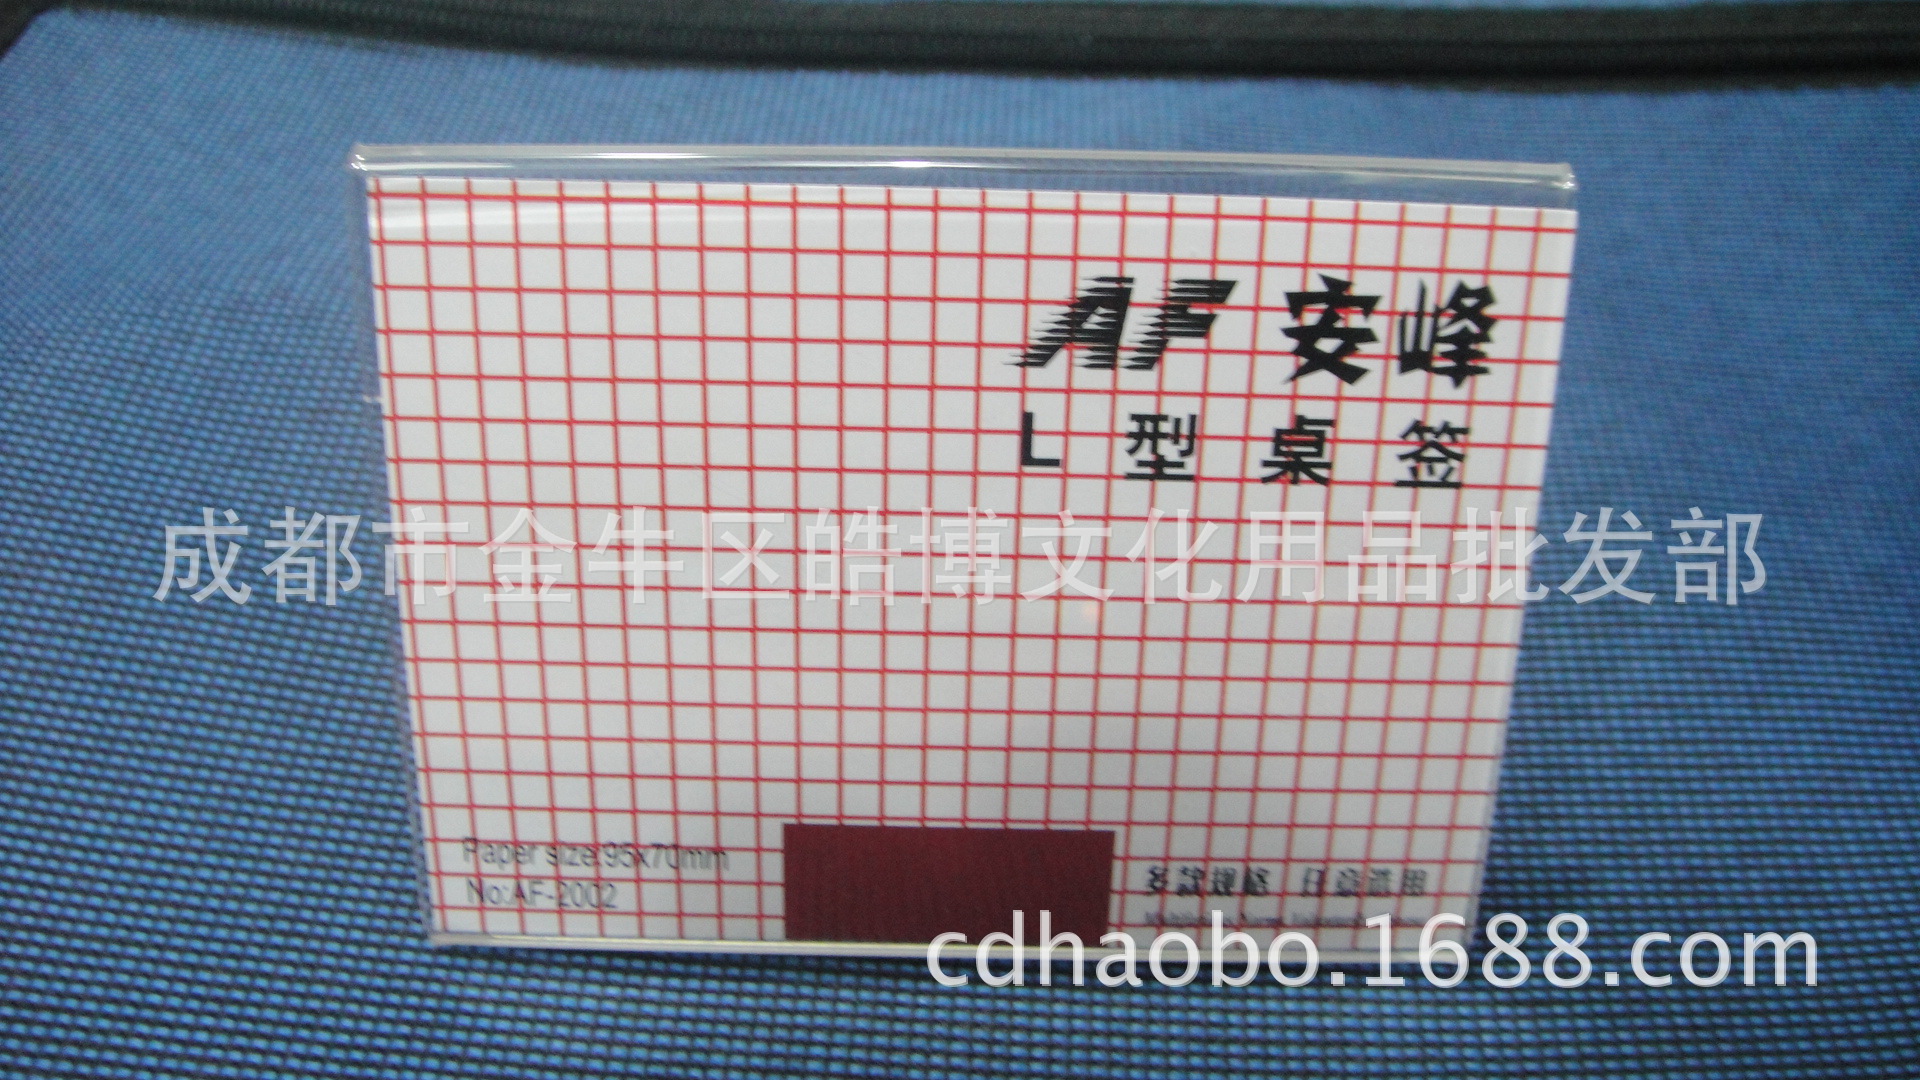 AF 安峰
L 型 桌 签
成都市金牛区皓博文化用品批发部
Paper size:95x70mm
No:AF-2002
多款规格 任意选用
cdhaobo.1688.com